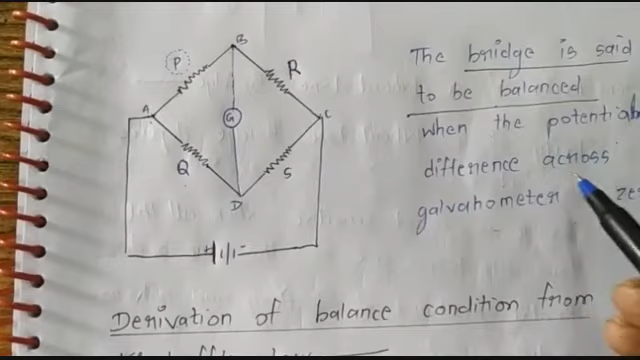 B
P
R
A
G
C
Q
S
D
+
-
The bridge is said
to be balanced
when the potential
difference across
galvanometer
Derivation of balance condition from